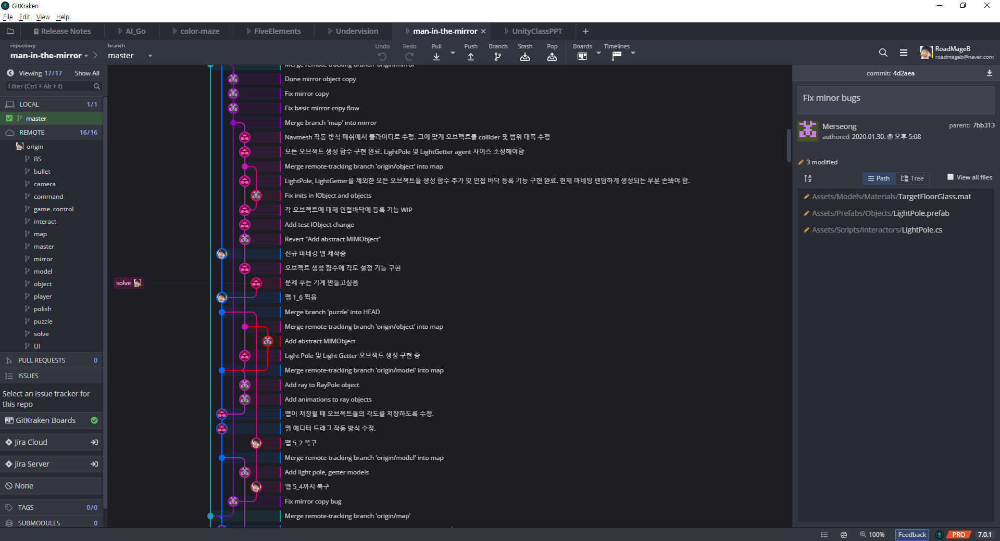 GitKraken
File Edit View Help
Release Notes AI_Go color-maze FiveElements Undervision man-in-the-mirror UnityClassPPT
repository
man-in-the-mirror
branch
master
Undo Redo Pull Push Branch Stash Pop Boards Timelines
RoadMageB
roadmageb@naver.com
Viewing 17/17 Show All
Filter (Ctrl + Alt + f)
LOCAL 1/1
master
REMOTE 16/16
origin
BS
bullet
camera
command
game_control
interact
map
master
mirror
model
object
player
polish
puzzle
solve
UI
PULL REQUESTS 0
ISSUES
Select an issue tracker for
this repo
GitKraken Boards
Jira Cloud
Jira Server
None
TAGS 0/0
SUBMODULES 0
solve
Merge remote-tracking branch 'origin/mirror'
Done mirror object copy
Fix mirror copy
Fix basic mirror copy flow
Merge branch 'map' into mirror
Navmesh 작동 방식 메쉬에서 콜라이더로 수정. 그에 맞게 오브젝트들 collider 및 범위 대폭 수정
모든 오브젝트 생성 함수 구현 완료. LightPole 및 LightGetter agent 사이즈 조정해야함
Merge remote-tracking branch 'origin/object' into map
LightPole, LightGetter를 제외한 모든 오브젝트들 생성 함수 추가 및 인접 바닥 등록 기능 구현 완료. 현재 마네팅 랜덤하게 생성되는 부분 손봐야 함.
Fix inits in IObject and objects
각 오브젝트에 대해 인접바닥에 등록 기능 WIP
Add test IObject change
Revert "Add abstract MIMObject"
신규 마네킹 맵 제작중
오브젝트 생성 함수에 각도 설정 기능 구현
문제 푸는 기계 만들고싶음
맵 1_6 찍음
Merge branch 'puzzle' into HEAD
Merge remote-tracking branch 'origin/object' into map
Add abstract MIMObject
Light Pole 및 Light Getter 오브젝트 생성 구현 중
Merge remote-tracking branch 'origin/model' into map
Add ray to RayPole object
Add animations to ray objects
맵이 저장될 때 오브젝트들의 각도를 저장하도록 수정.
맵 에디터 드래그 작동 방식 수정.
맵 5_2 복구
Merge remote-tracking branch 'origin/model' into map
Add light pole, getter models
맵 5_4까지 복구
Fix mirror copy bug
Merge remote-tracking branch 'origin/map'
commit: 4d2aea
Fix minor bugs
Merseong
parent: 7bb313
authored 2020.01.30. @ 오후 5:08
3 modified
Path Tree View all files
Assets/Models/Materials/TargetFloorGlass.mat
Assets/Prefabs/Objects/LightPole.prefab
Assets/Scripts/Interactors/LightPole.cs
100% Feedback PRO 7.0.1